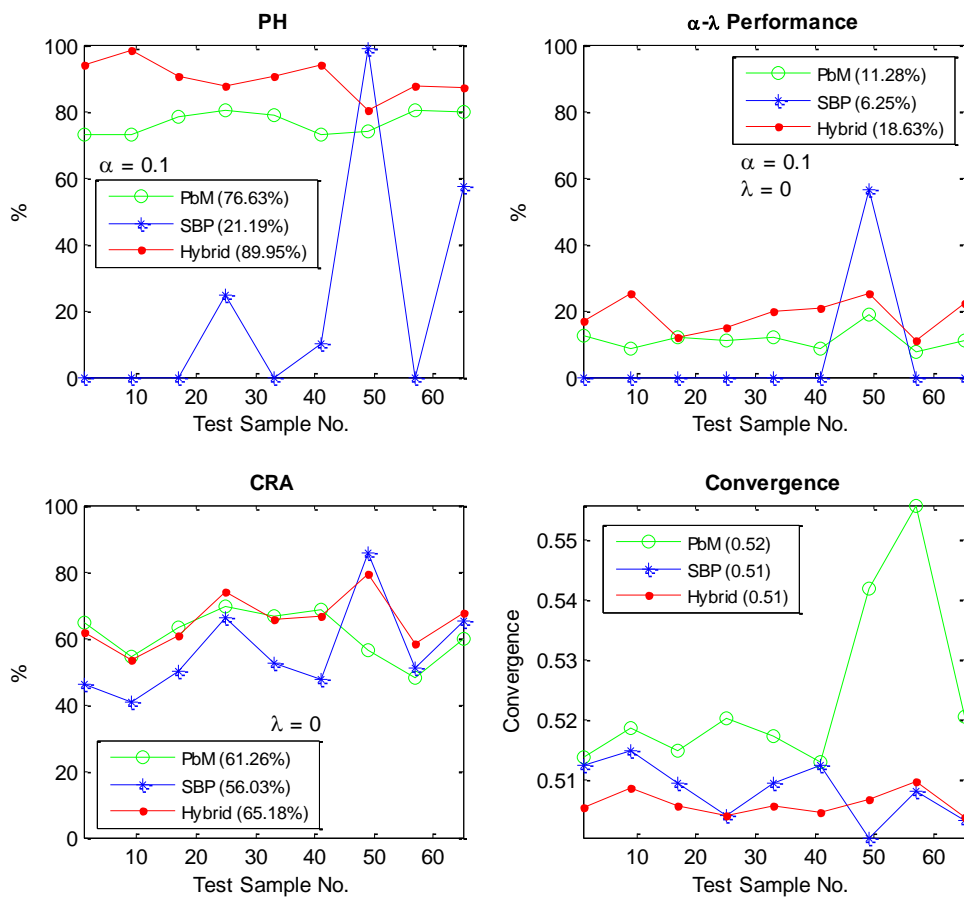 PH
100
80
60
40
20
0
%
α = 0.1
PbM (76.63%)
SBP (21.19%)
Hybrid (89.95%)
10 20 30 40 50 60
Test Sample No.
α-λ Performance
100
80
60
40
20
0
%
PbM (11.28%)
SBP (6.25%)
Hybrid (18.63%)
α = 0.1
λ = 0
10 20 30 40 50 60
Test Sample No.
CRA
100
80
60
40
20
0
%
λ = 0
PbM (61.26%)
SBP (56.03%)
Hybrid (65.18%)
10 20 30 40 50 60
Test Sample No.
Convergence
0.55
0.54
0.53
0.52
0.51
Convergence
PbM (0.52)
SBP (0.51)
Hybrid (0.51)
10 20 30 40 50 60
Test Sample No.